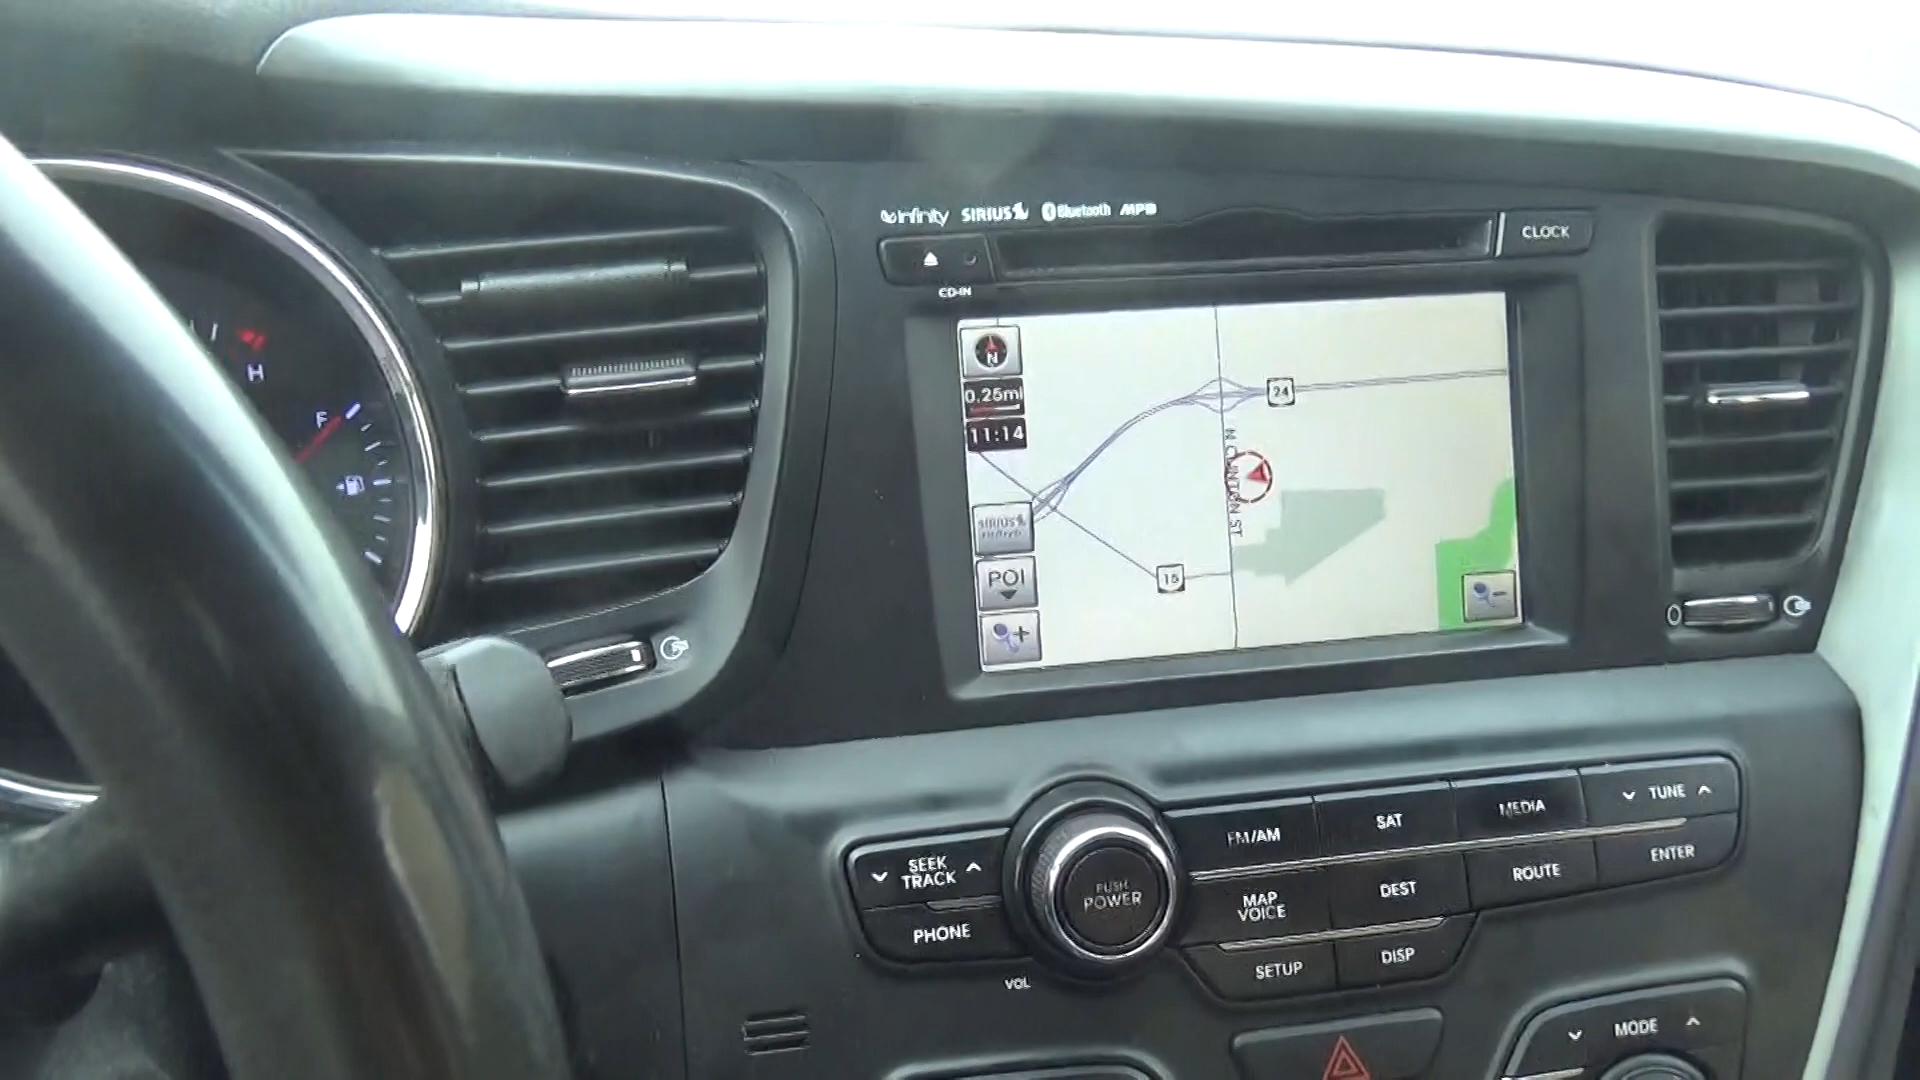 infinity SIRIUS Bluetooth MP3
CLOCK
CD-IN
H
F
N
0.25mi
11:14
24
N CLINTON ST
SIRIUS
POI
15
+
-
SEEK
TRACK
PUSH
POWER
FM/AM
SAT
MEDIA
TUNE
PHONE
MAP
VOICE
DEST
ROUTE
ENTER
VOL
SETUP
DISP
MODE